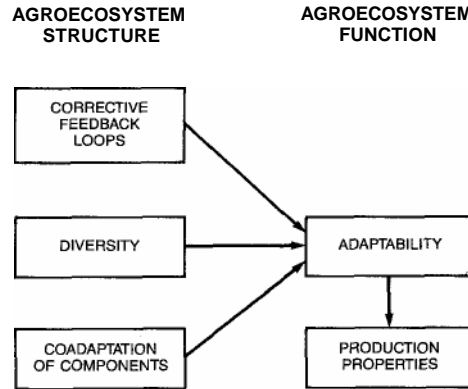 AGROECOSYSTEM
STRUCTURE
AGROECOSYSTEM
FUNCTION
CORRECTIVE
FEEDBACK
LOOPS
DIVERSITY
ADAPTABILITY
COADAPTATION
OF COMPONENTS
PRODUCTION
PROPERTIES